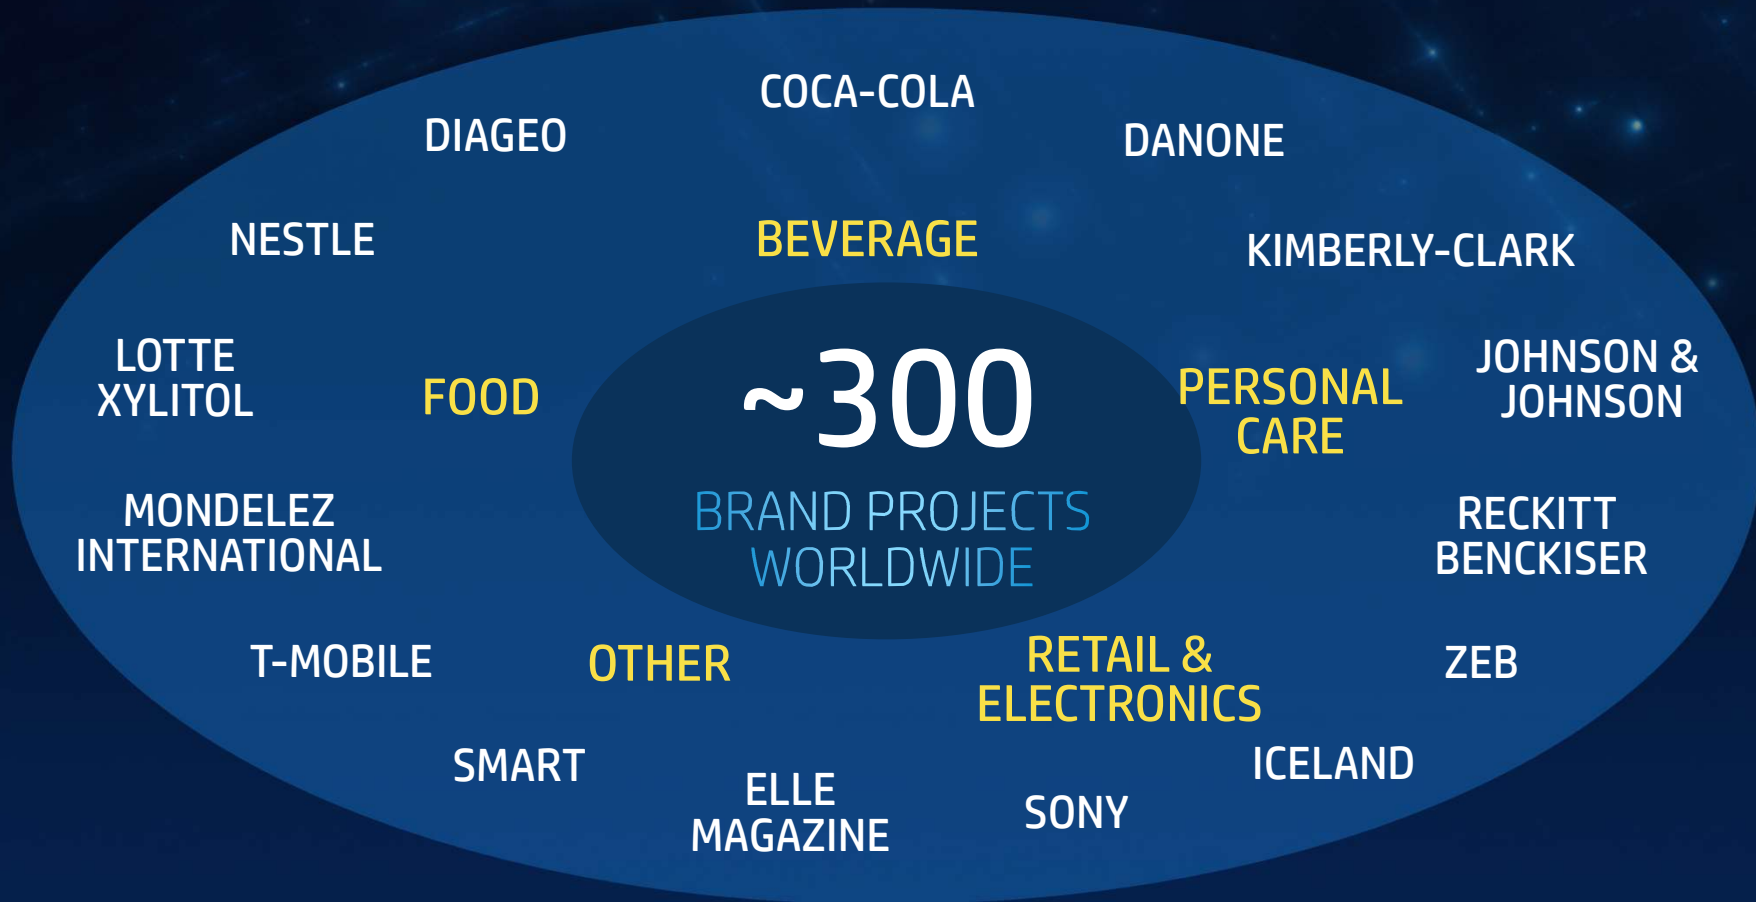 COCA-COLA
DIAGEO
DANONE
NESTLE
BEVERAGE
KIMBERLY-CLARK
LOTTE
XYLITOL
FOOD
~300
BRAND PROJECTS
WORLDWIDE
PERSONAL
CARE
JOHNSON &
JOHNSON
MONDELEZ
INTERNATIONAL
RECKITT
BENCKISER
T-MOBILE
OTHER
RETAIL &
ELECTRONICS
ZEB
SMART
ELLE
MAGAZINE
SONY
ICELAND